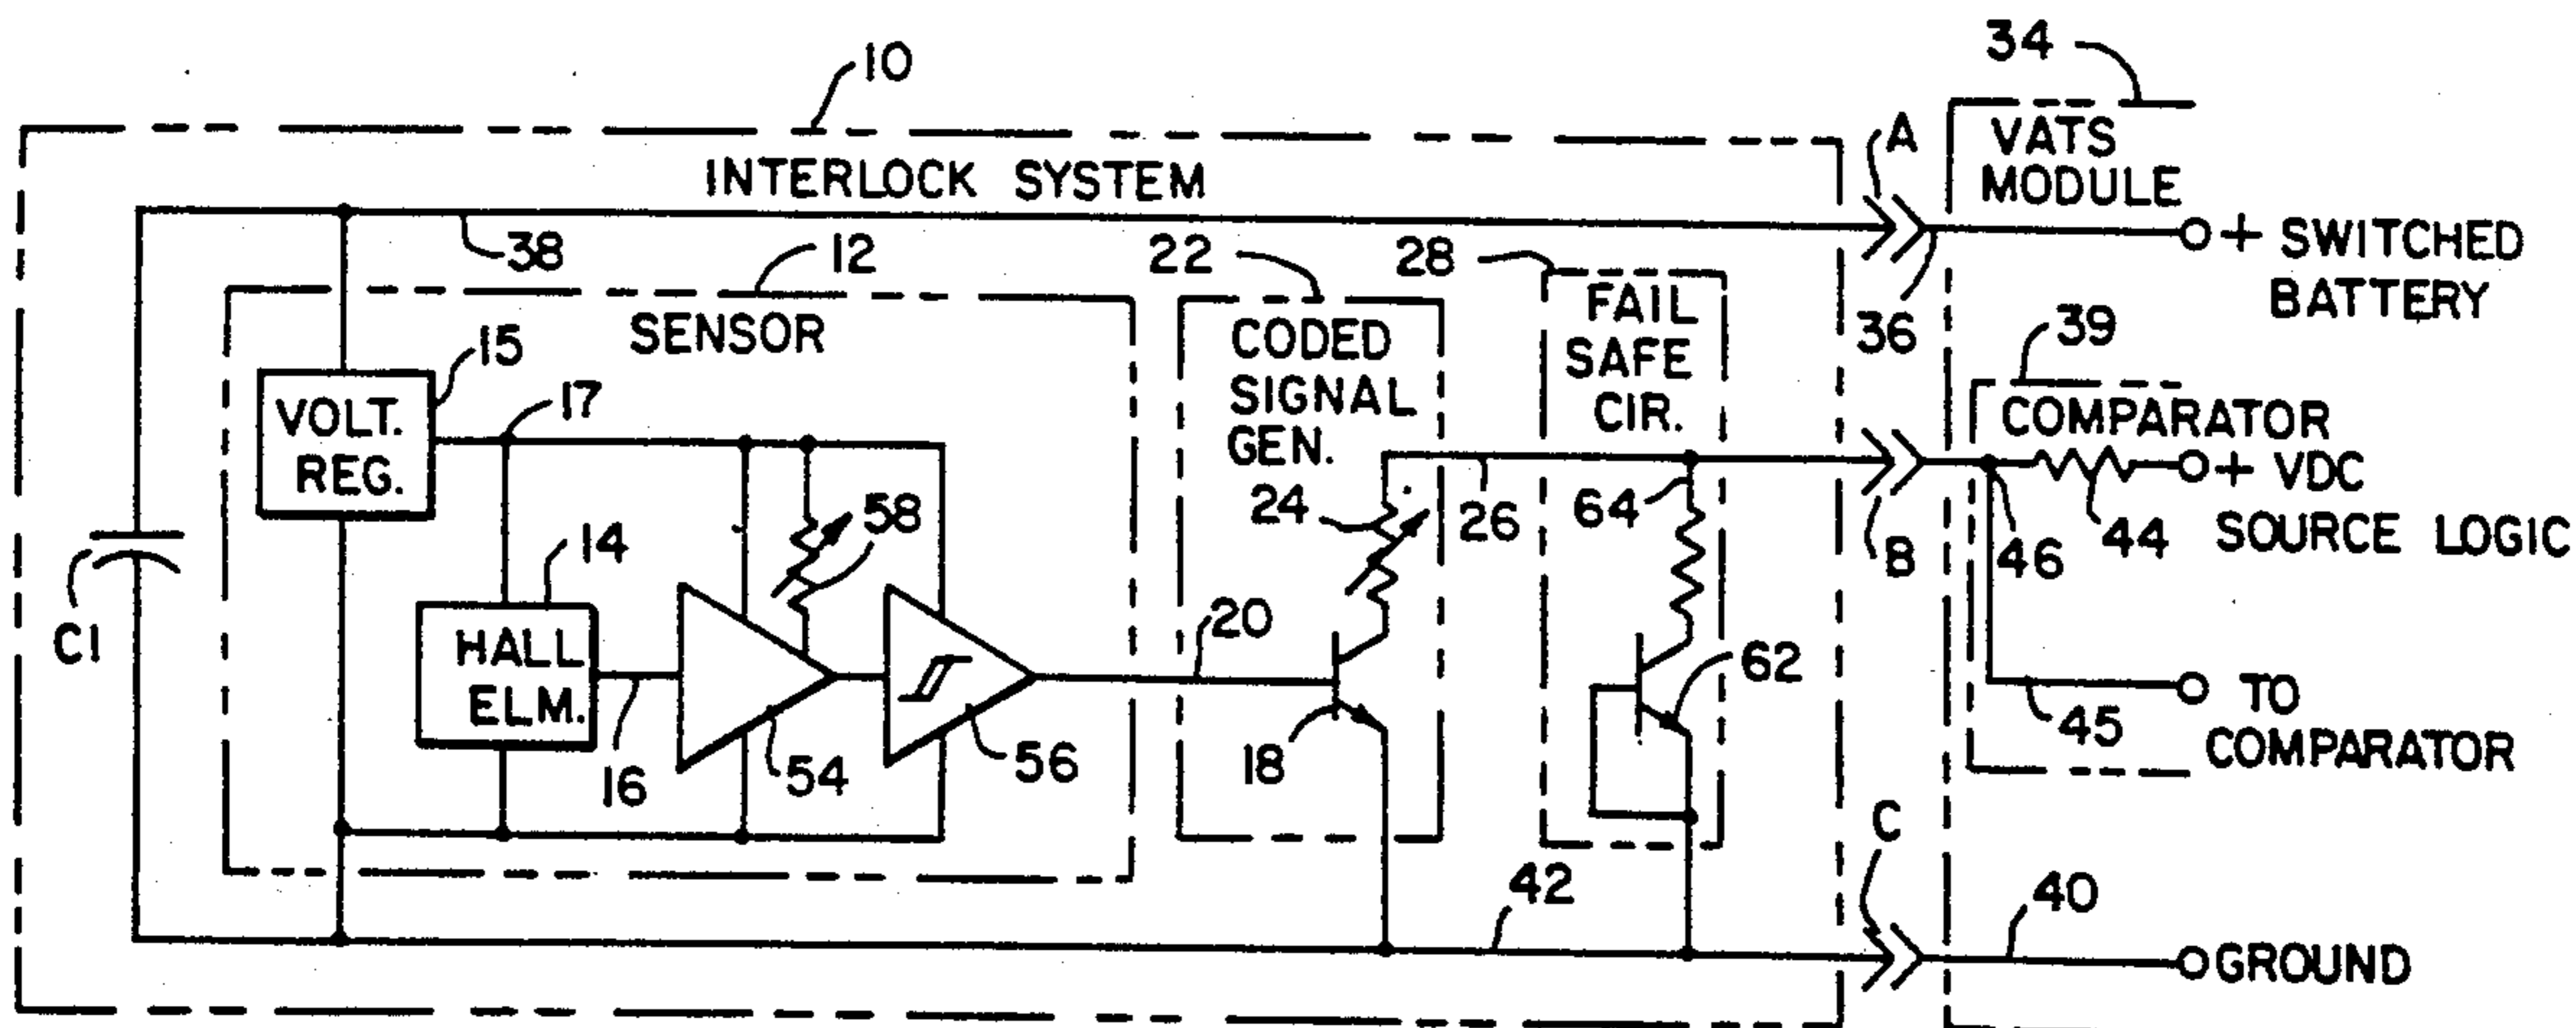 10
34
INTERLOCK SYSTEM
A
VATS
MODULE
38
12
22
28
36
+ SWITCHED
BATTERY
SENSOR
15
17
VOLT.
REG.
CODED
SIGNAL
GEN.
FAIL
SAFE
CIR.
39
COMPARATOR
+ VDC
SOURCE LOGIC
58
24
26
64
B
46
44
C1
14
HALL
ELM.
16
54
56
20
18
62
45
TO
COMPARATOR
42
C
40
GROUND